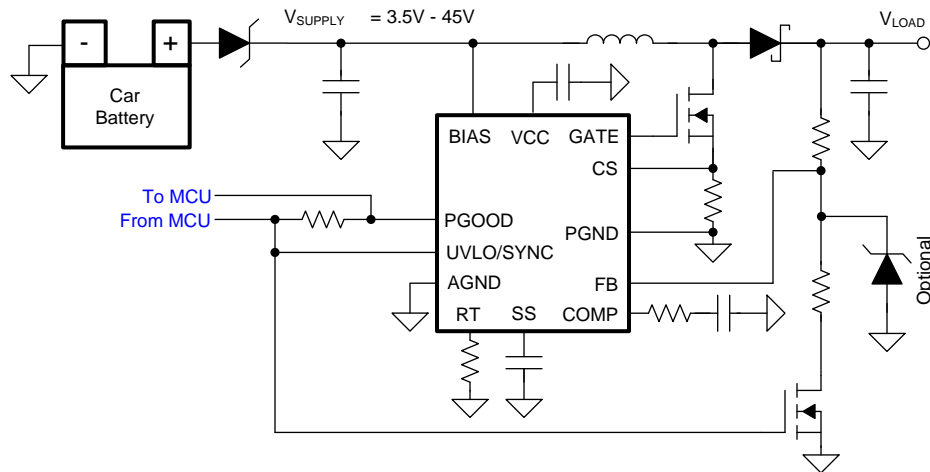 VSUPPLY = 3.5V - 45V
VLOAD
- +
Car
Battery
BIAS VCC GATE
CS
To MCU
From MCU
PGOOD
PGND
UVLO/SYNC
AGND
FB
RT SS COMP
Optional